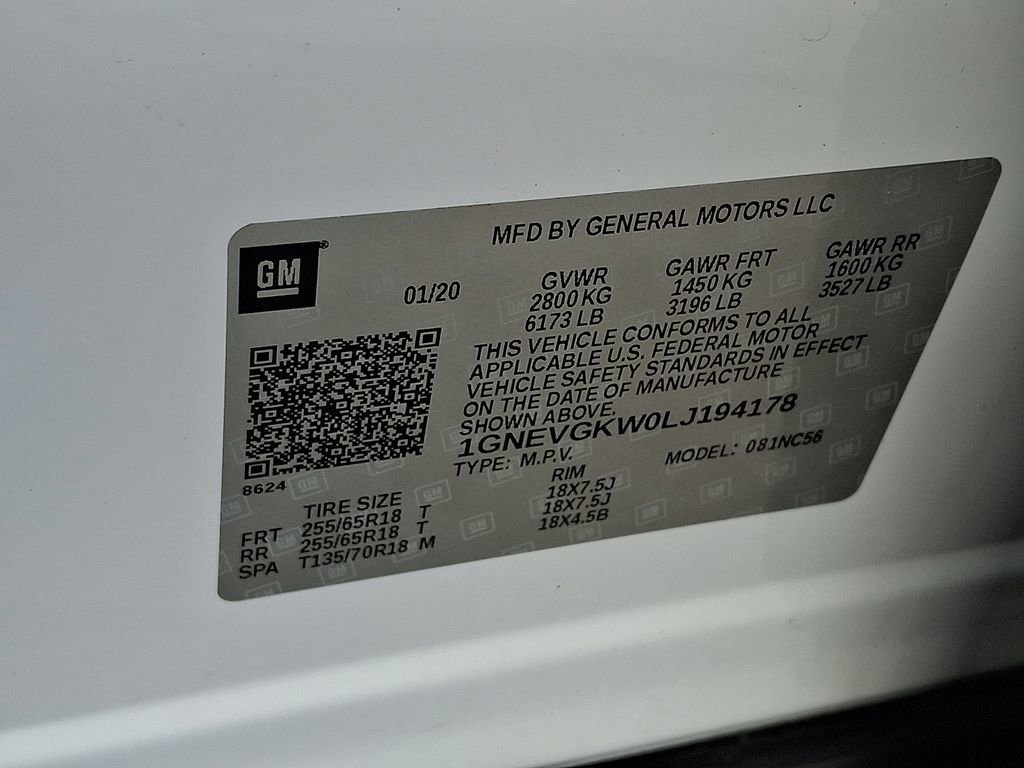 GM®
MFD BY GENERAL MOTORS LLC
01/20
GVWR
2800 KG
6173 LB
GAWR FRT
1450 KG
3196 LB
GAWR RR
1600 KG
3527 LB
THIS VEHICLE CONFORMS TO ALL
APPLICABLE U.S. FEDERAL MOTOR
VEHICLE SAFETY STANDARDS IN EFFECT
ON THE DATE OF MANUFACTURE
SHOWN ABOVE.
1GNEVGKW0LJ194178
TYPE: M.P.V. MODEL: 081NC56
8624
TIRE SIZE RIM
FRT 255/65R18 T 18X7.5J
RR 255/65R18 T 18X7.5J
SPA T135/70R18 M 18X4.5B